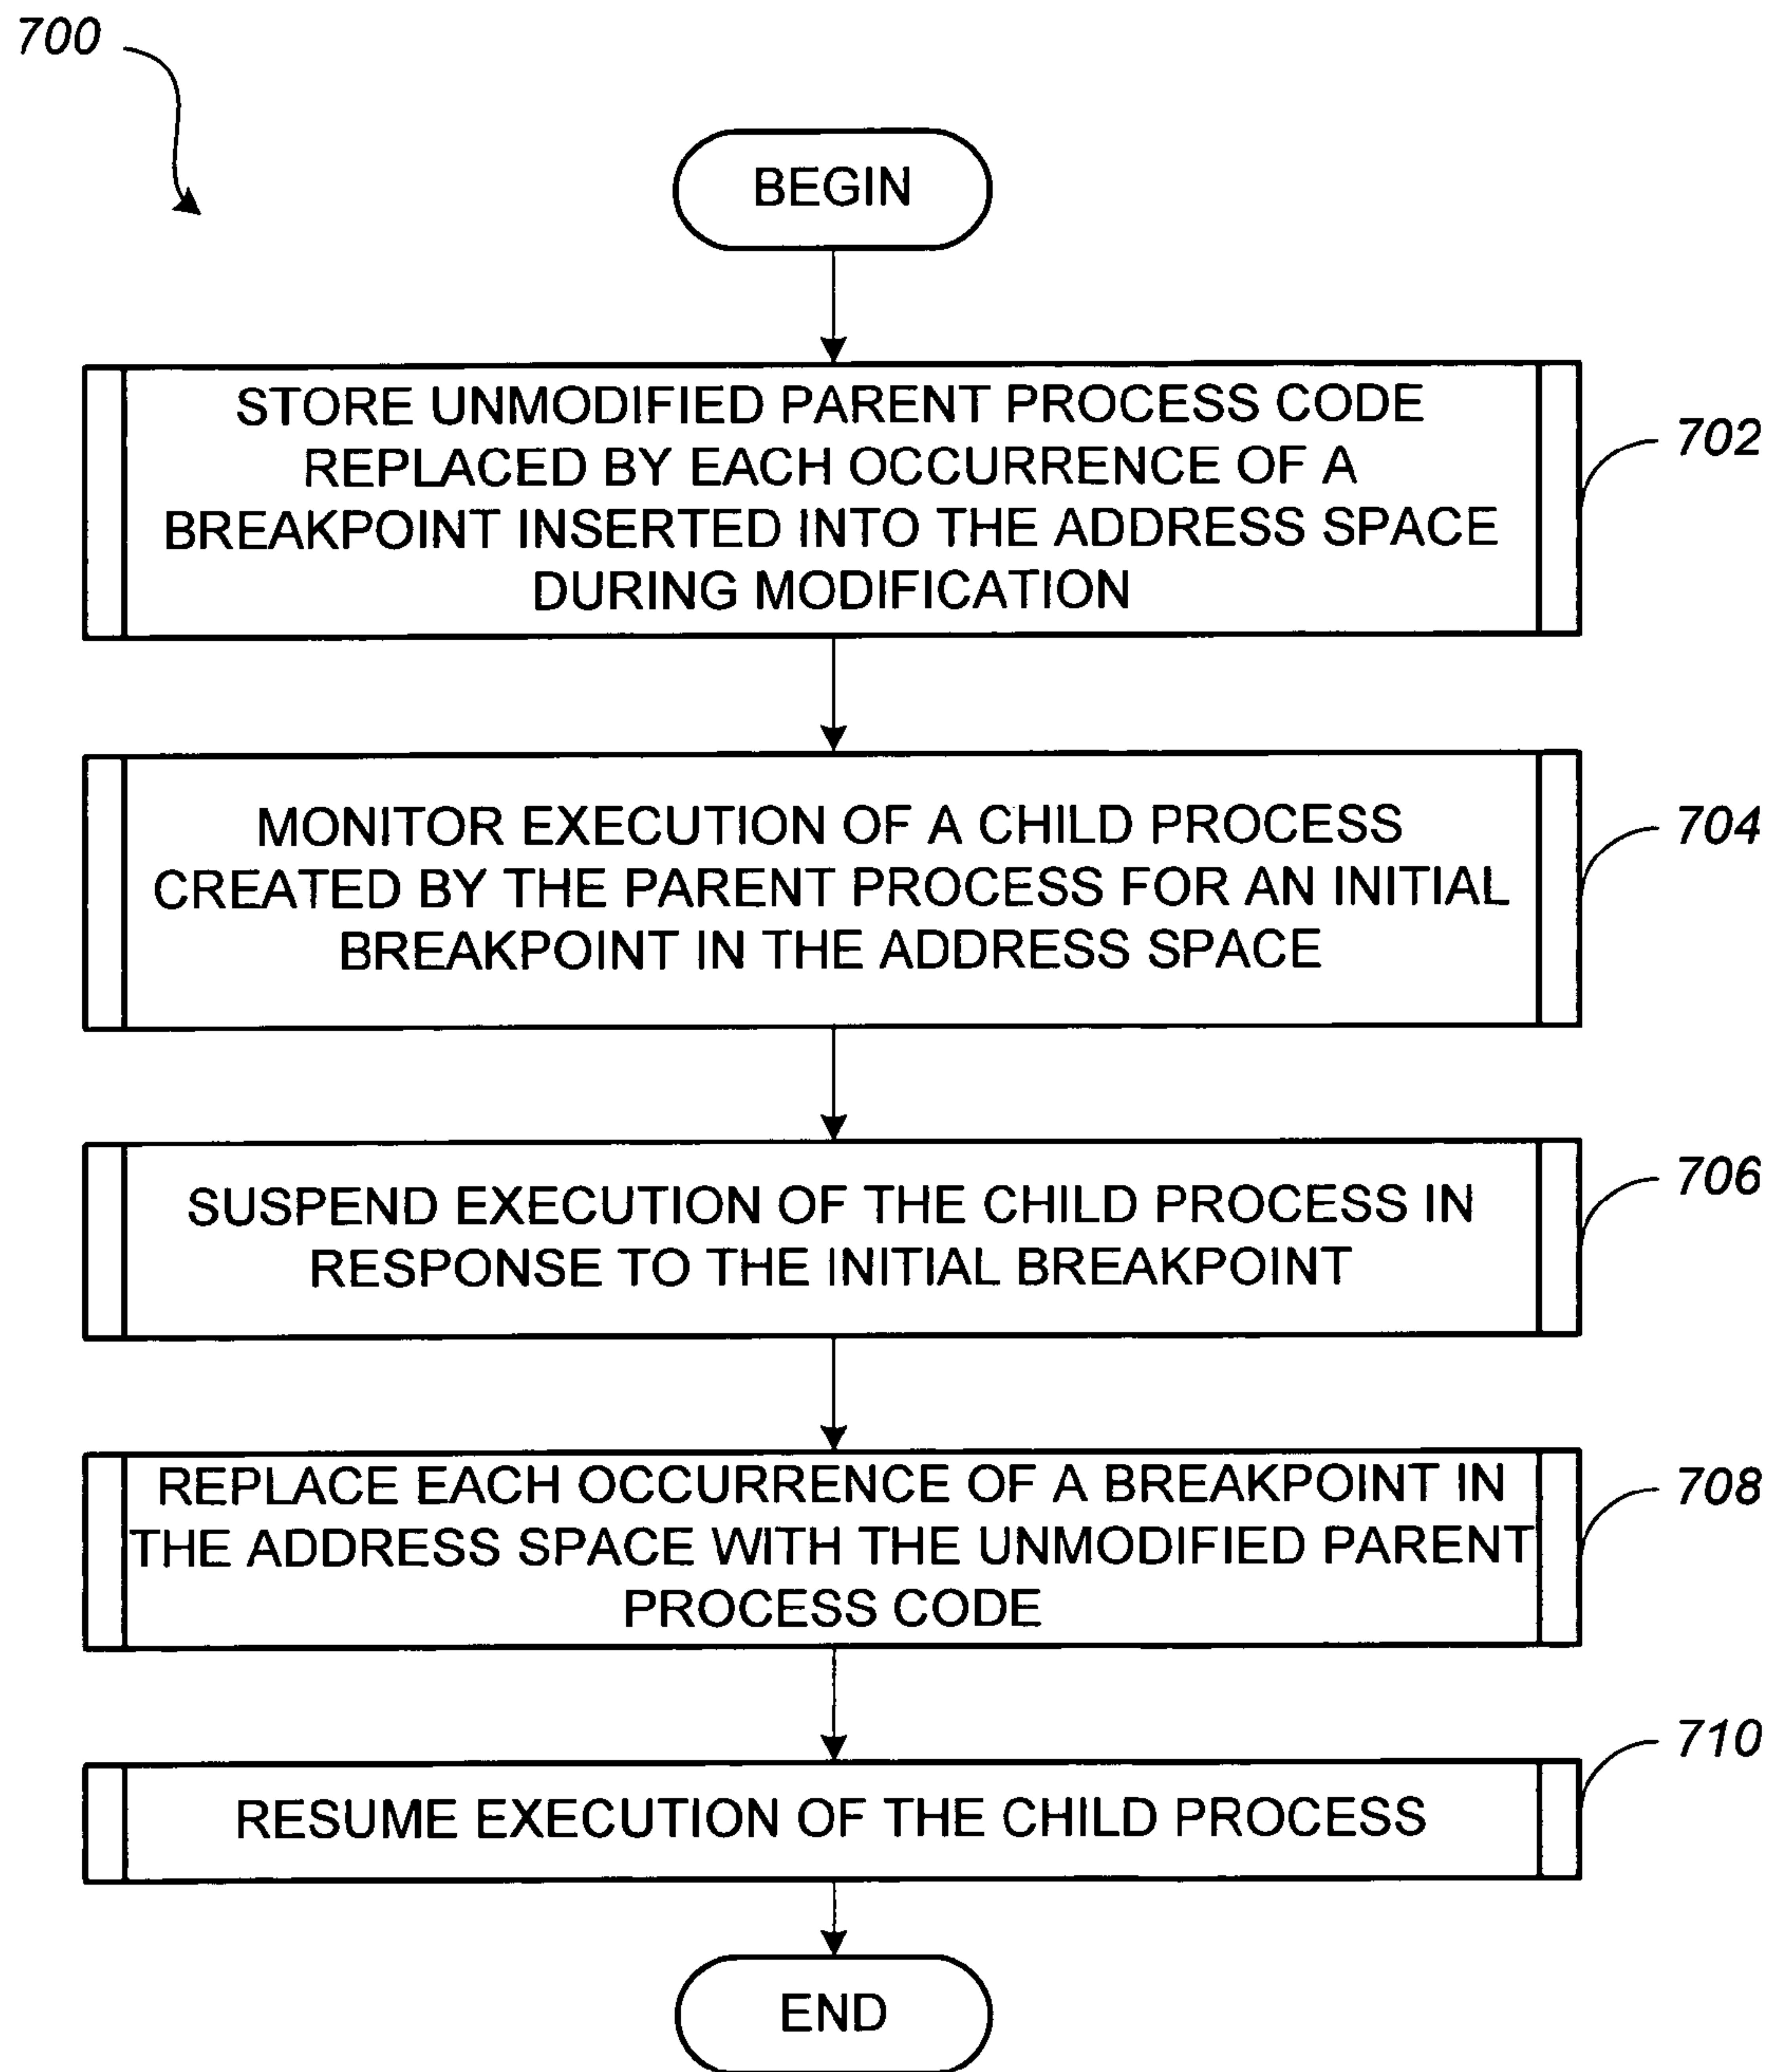 700
BEGIN
STORE UNMODIFIED PARENT PROCESS CODE
REPLACED BY EACH OCCURRENCE OF A
BREAKPOINT INSERTED INTO THE ADDRESS SPACE
DURING MODIFICATION
702
MONITOR EXECUTION OF A CHILD PROCESS
CREATED BY THE PARENT PROCESS FOR AN INITIAL
BREAKPOINT IN THE ADDRESS SPACE
704
SUSPEND EXECUTION OF THE CHILD PROCESS IN
RESPONSE TO THE INITIAL BREAKPOINT
706
REPLACE EACH OCCURRENCE OF A BREAKPOINT IN
THE ADDRESS SPACE WITH THE UNMODIFIED PARENT
PROCESS CODE
708
RESUME EXECUTION OF THE CHILD PROCESS
710
END